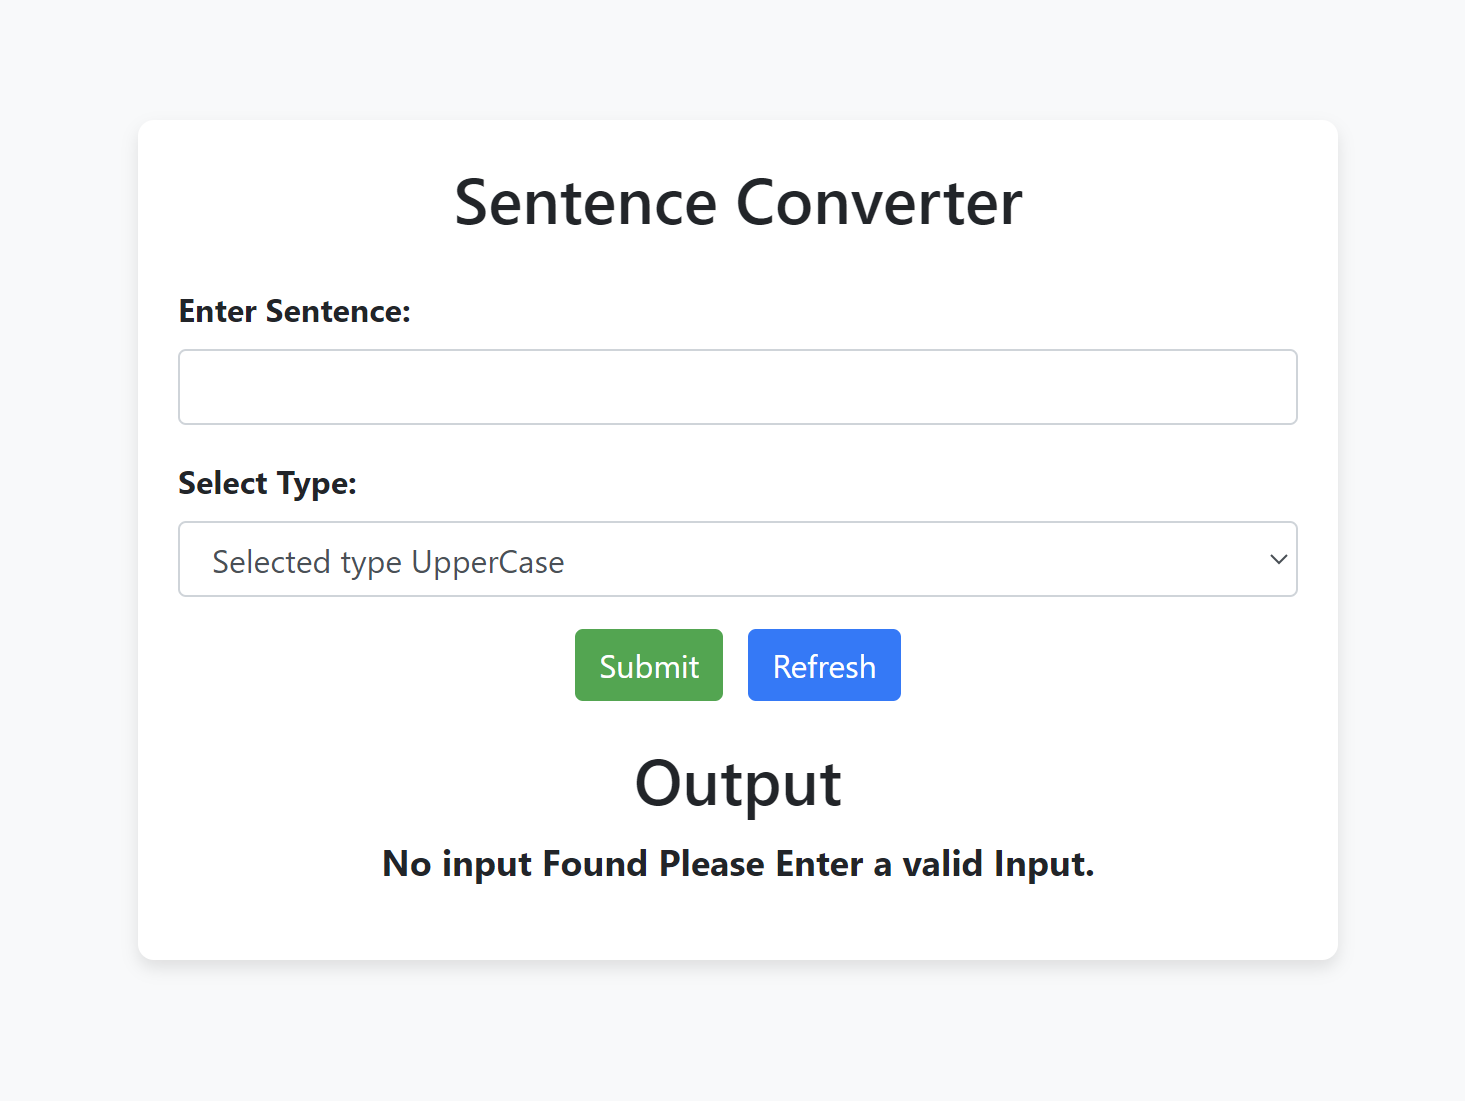 Sentence Converter
Enter Sentence:
Select Type:
Selected type UpperCase
Submit Refresh
Output
No input Found Please Enter a valid Input.